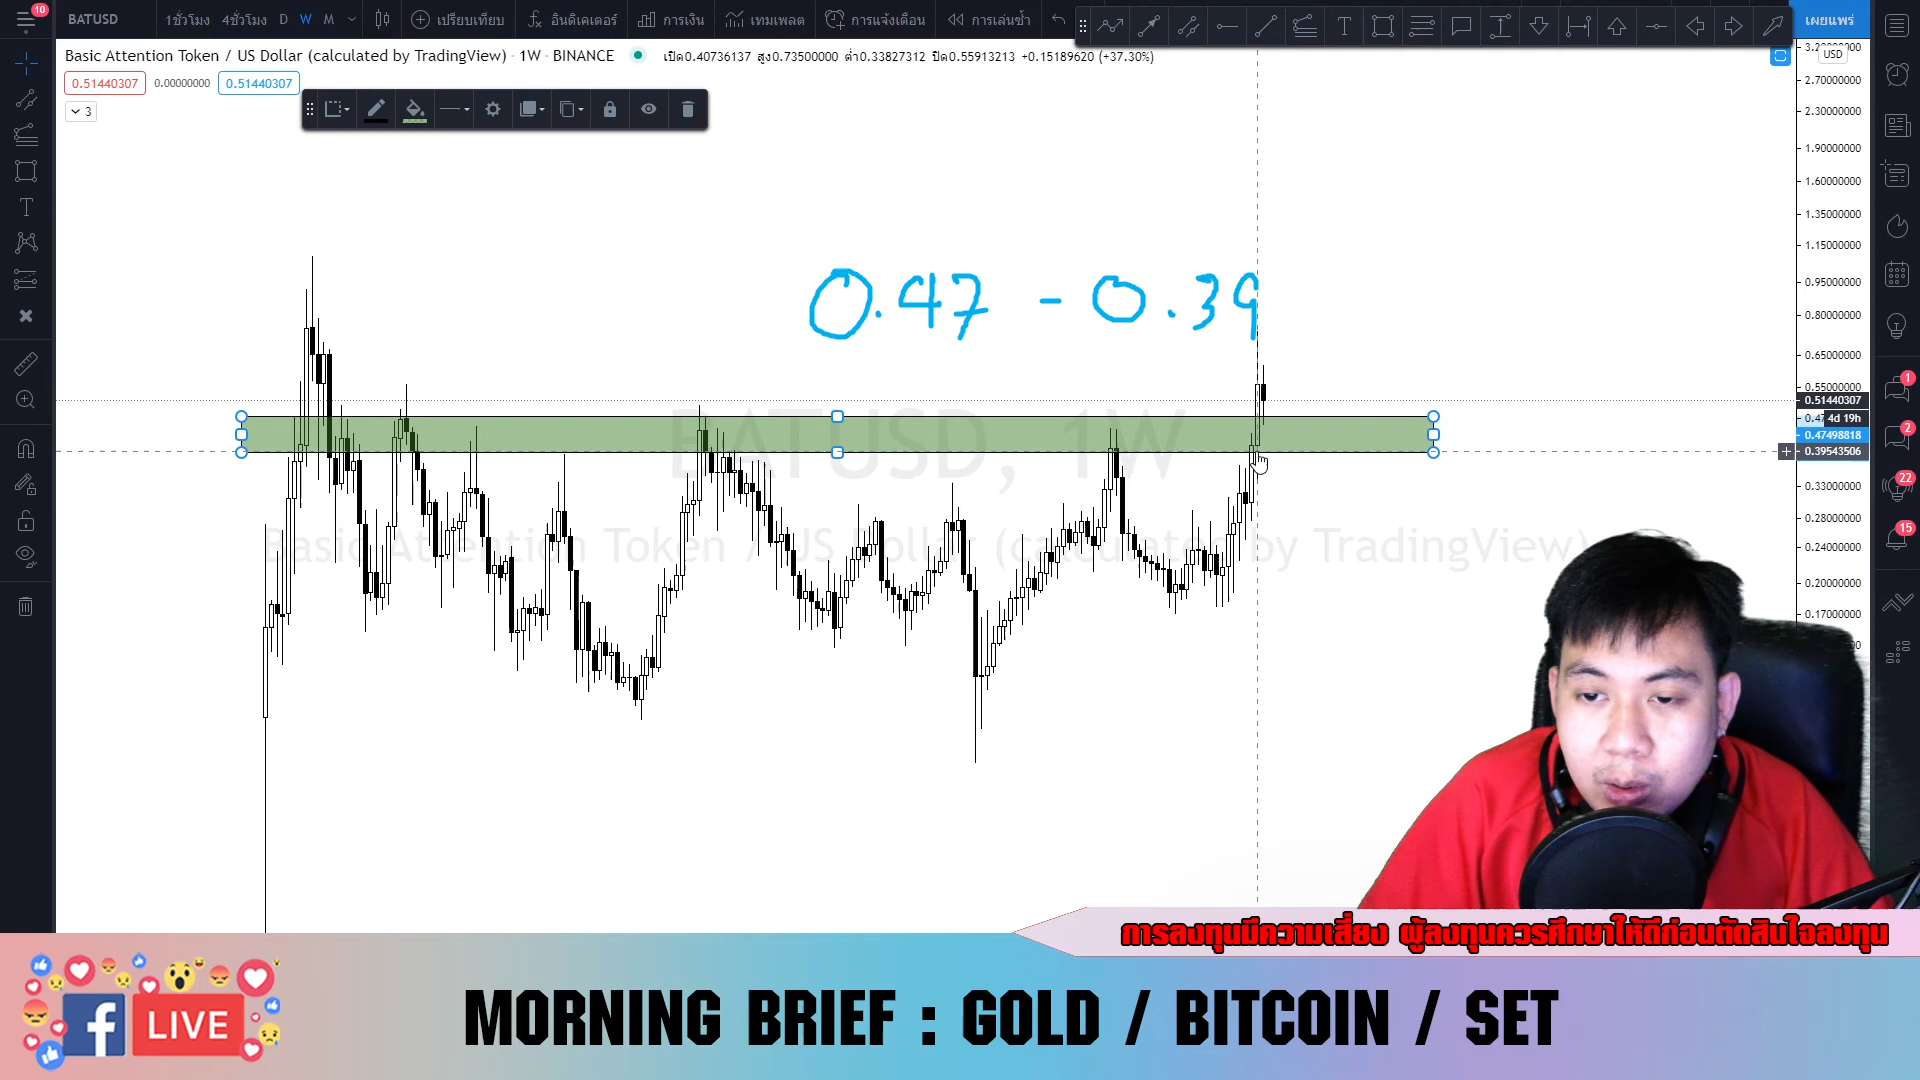 10
BATUSD
1ชั่วโมง
4ชั่วโมง
D
W
M
เปรียบเทียบ
อินดิเคเตอร์
การเงิน
เทมเพลต
การแจ้งเตือน
การเล่นซ้ำ
เผยแพร่
Basic Attention Token / US Dollar (calculated by TradingView) · 1W · BINANCE
เปิด0.40736137 สูง0.73500000 ต่ำ0.33827312 ปิด0.55913213 +0.15189620 (+37.30%)
0.51440307
0.00000000
0.51440307
3
USD
2.70000000
2.30000000
1.90000000
1.60000000
1.35000000
1.15000000
0.95000000
0.80000000
0.65000000
0.55000000
0.51440307
4d 19h
0.47498818
0.39543506
0.33000000
0.28000000
0.24000000
0.20000000
0.17000000
0.47 - 0.39
BATUSD, 1W
Basic Attention Token / US Dollar (calculated by TradingView)
1
2
22
15
การลงทุนมีความเสี่ยง ผู้ลงทุนควรศึกษาให้ดีก่อนตัดสินใจลงทุน
f LIVE
MORNING BRIEF : GOLD / BITCOIN / SET